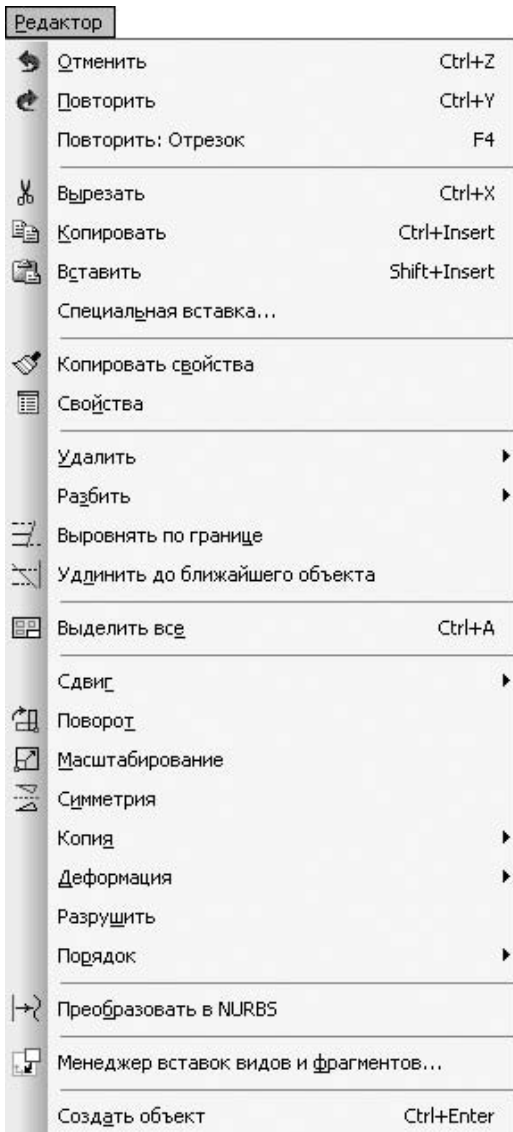 Редактор
Отменить Ctrl+Z
Повторить Ctrl+Y
Повторить: Отрезок F4
Вырезать Ctrl+X
Копировать Ctrl+Insert
Вставить Shift+Insert
Специальная вставка...
Копировать свойства
Свойства
Удалить
Разбить
Выровнять по границе
Удлинить до ближайшего объекта
Выделить все Ctrl+A
Сдвиг
Поворот
Масштабирование
Симметрия
Копия
Деформация
Разрушить
Порядок
Преобразовать в NURBS
Менеджер вставок видов и фрагментов...
Создать объект Ctrl+Enter